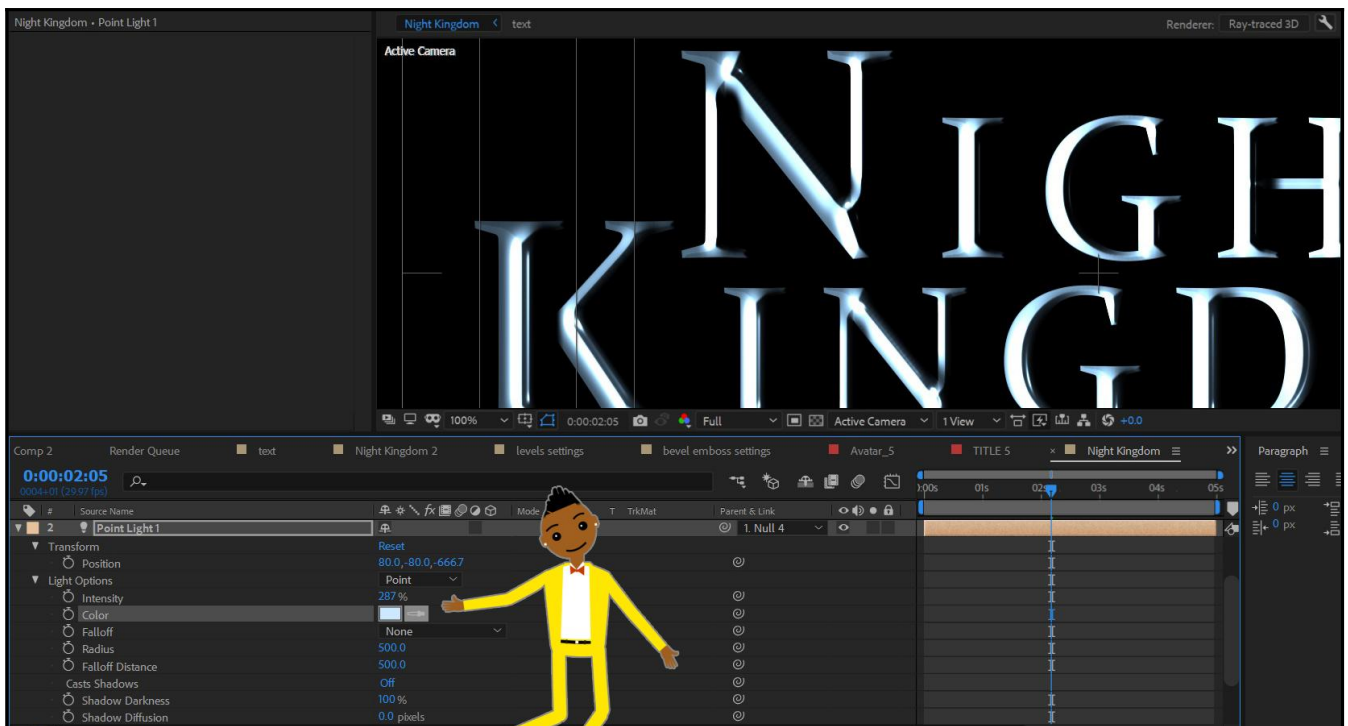 Night Kingdom • Point Light 1
Night Kingdom < text
Renderer: Ray-traced 3D
Active Camera
NIGH
KINGD
100% 0:00:02:05 Full Active Camera 1 View +0.0
Comp 2 Render Queue text Night Kingdom 2 levels settings bevel emboss settings Avatar_5 TITLE 5 × Night Kingdom ≡ >> Paragraph ≡
0:00:02:05
0004+01 (29.97 fps)
):00s 01s 02s 03s 04s 05s
# Source Name Mode T TrkMat Parent & Link
2 Point Light 1 1. Null 4
Transform Reset
Position 80.0,-80.0,-666.7
Light Options Point
Intensity 287 %
Color
Falloff None
Radius 500.0
Falloff Distance 500.0
Casts Shadows Off
Shadow Darkness 100 %
Shadow Diffusion 0.0 pixels
0 px
0 px